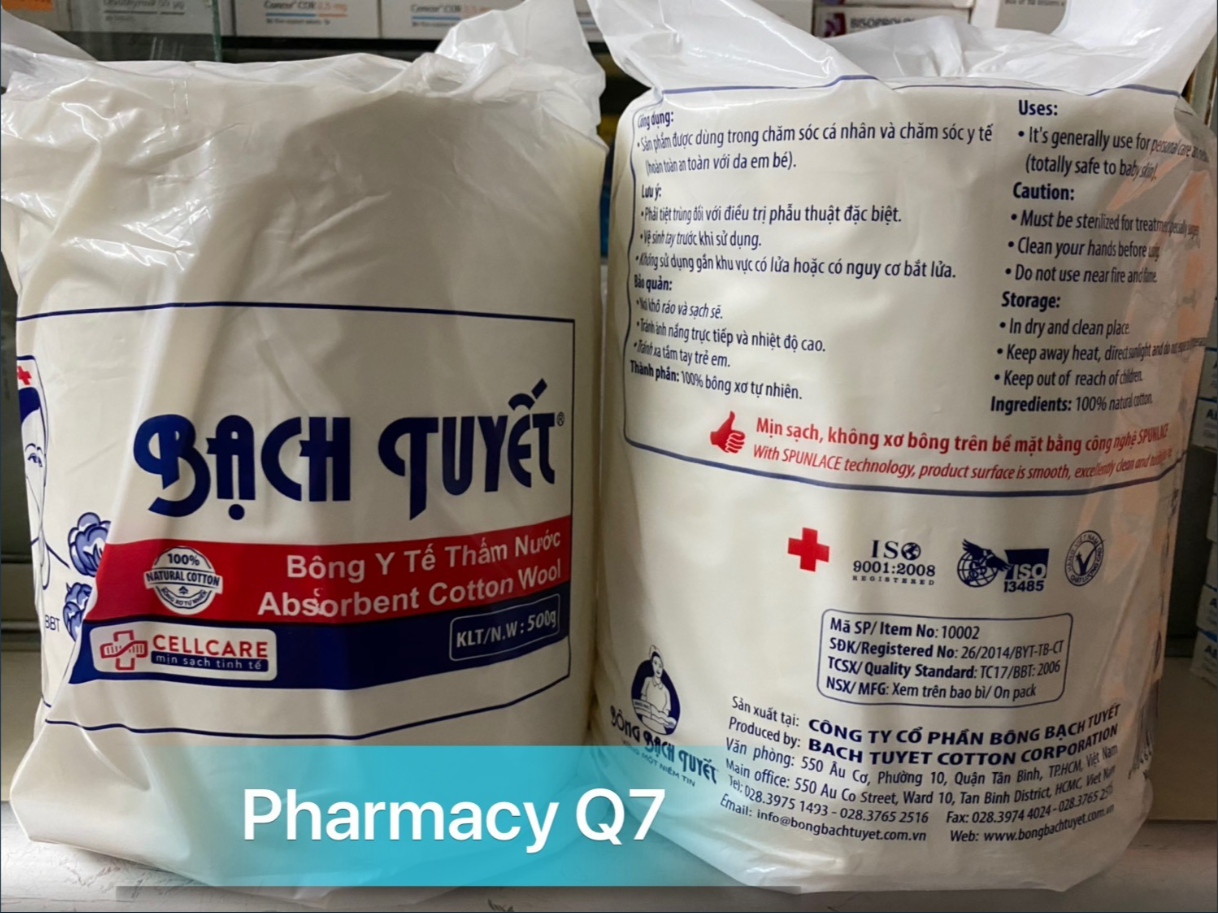 BẠCH TUYẾT®
100%
NATURAL COTTON
Bông Y Tế Thấm Nước
Absorbent Cotton Wool
BBT
CELLCARE
mịn sạch tinh tế
KLT/N.W : 500g
Công dụng:
• Sản phẩm được dùng trong chăm sóc cá nhân và chăm sóc y tế
(hoàn toàn an toàn với da em bé).
Lưu ý:
• Phải tiệt trùng đối với điều trị phẫu thuật đặc biệt.
• Vệ sinh tay trước khi sử dụng.
• Không sử dụng gần khu vực có lửa hoặc có nguy cơ bắt lửa.
Bảo quản:
• Nơi khô ráo và sạch sẽ.
• Tránh ánh nắng trực tiếp và nhiệt độ cao.
• Tránh xa tầm tay trẻ em.
Thành phần: 100% bông xơ tự nhiên.
Uses:
• It's generally use for personal care
(totally safe to baby skin).
Caution:
• Must be sterilized for treatment
• Clean your hands before
• Do not use near fire and
Storage:
• In dry and clean place.
• Keep away heat, direct sunlight and do
• Keep out of reach of children.
Ingredients: 100% natural cotton.
Mịn sạch, không xơ bông trên bề mặt bằng công nghệ SPUNLACE
With SPUNLACE technology, product surface is smooth, excellently clean and
ISO
9001:2008
REGISTERED
ISO
13485
Mã SP/ Item No: 10002
SĐK/Registered No: 26/2014/BYT-TB-CT
TCSX/ Quality Standard: TC17/BBT: 2006
NSX/ MFG: Xem trên bao bì/ On pack
BÔNG BẠCH TUYẾT
Sản xuất tại: CÔNG TY CỔ PHẦN BÔNG BẠCH TUYẾT
Produced by: BACH TUYET COTTON CORPORATION
Văn phòng: 550 Âu Cơ, Phường 10, Quận Tân Bình, TP.HCM, Việt Nam
Main office: 550 Au Co Street, Ward 10, Tan Binh District, HCMC, Viet Nam
Tel: 028.3975 1493 - 028.3765 2516 Fax: 028.3974 4024 - 028.3765
Email: info@bongbachtuyet.com.vn Web: www.bongbachtuyet.com.vn
Pharmacy Q7